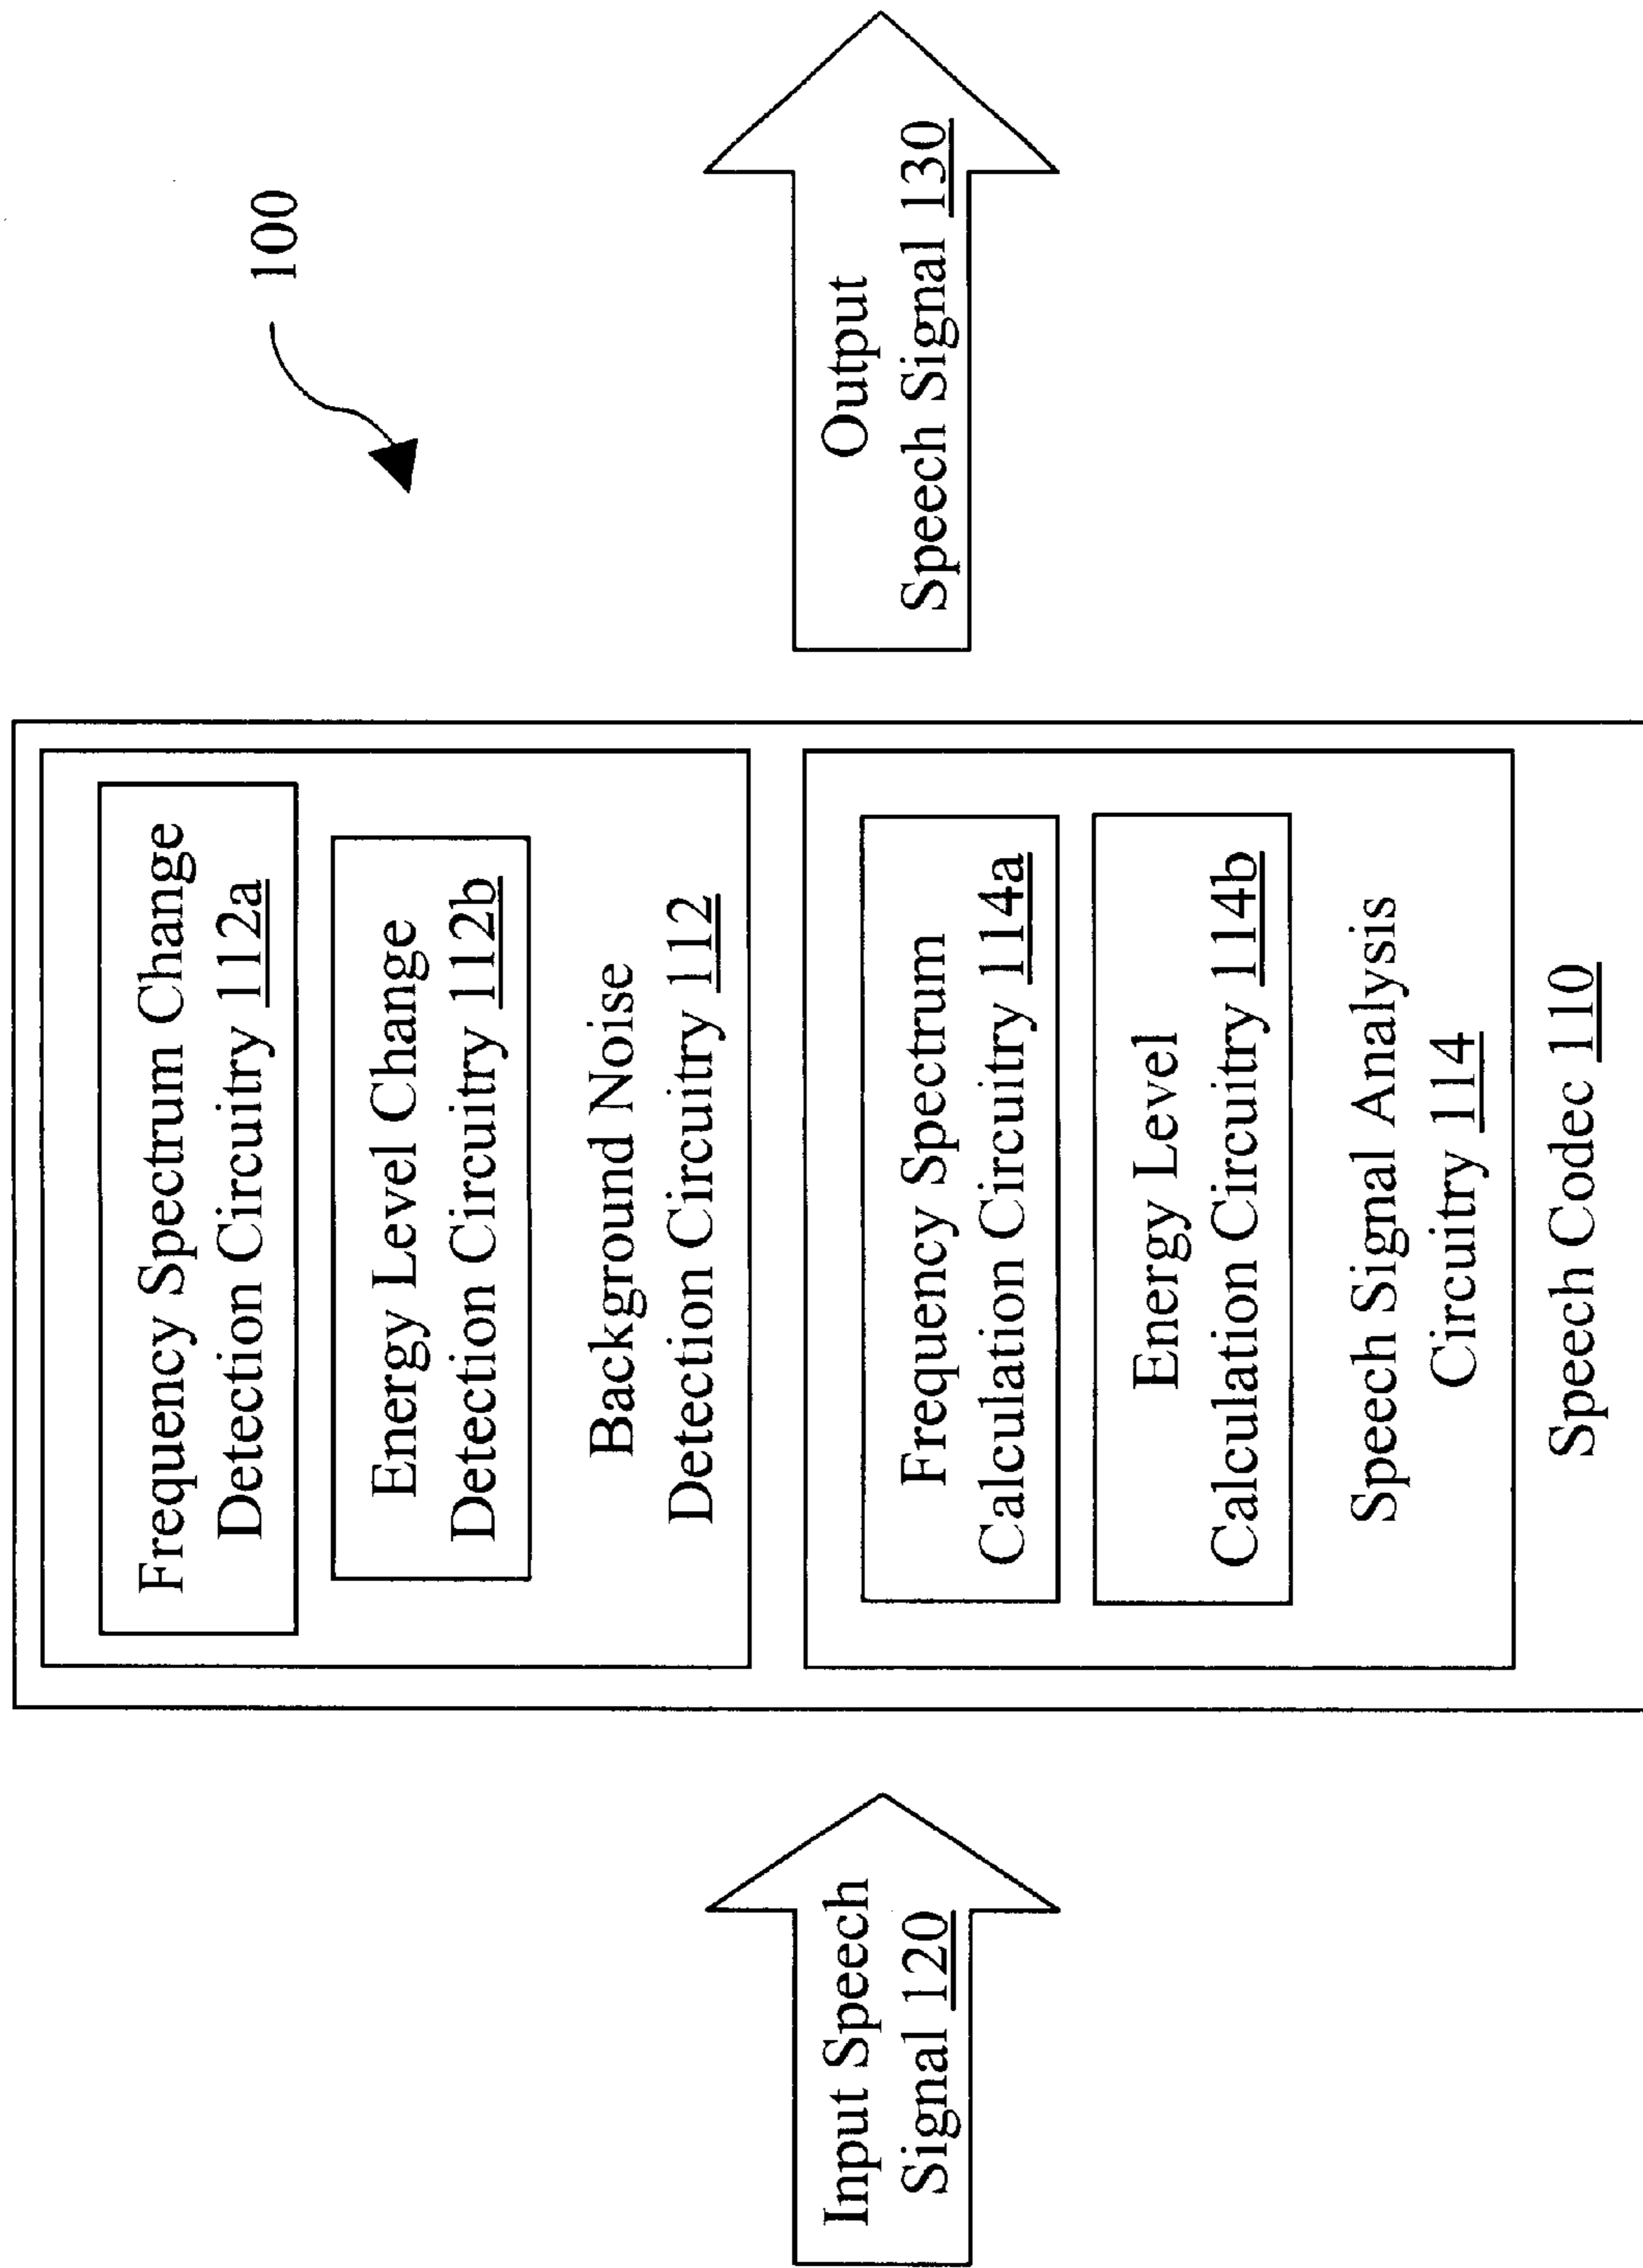 100
Input Speech
Signal 120
Frequency Spectrum Change
Detection Circuitry 112a
Energy Level Change
Detection Circuitry 112b
Background Noise
Detection Circuitry 112
Frequency Spectrum
Calculation Circuitry 114a
Energy Level
Calculation Circuitry 114b
Speech Signal Analysis
Circuitry 114
Speech Codec 110
Output
Speech Signal 130